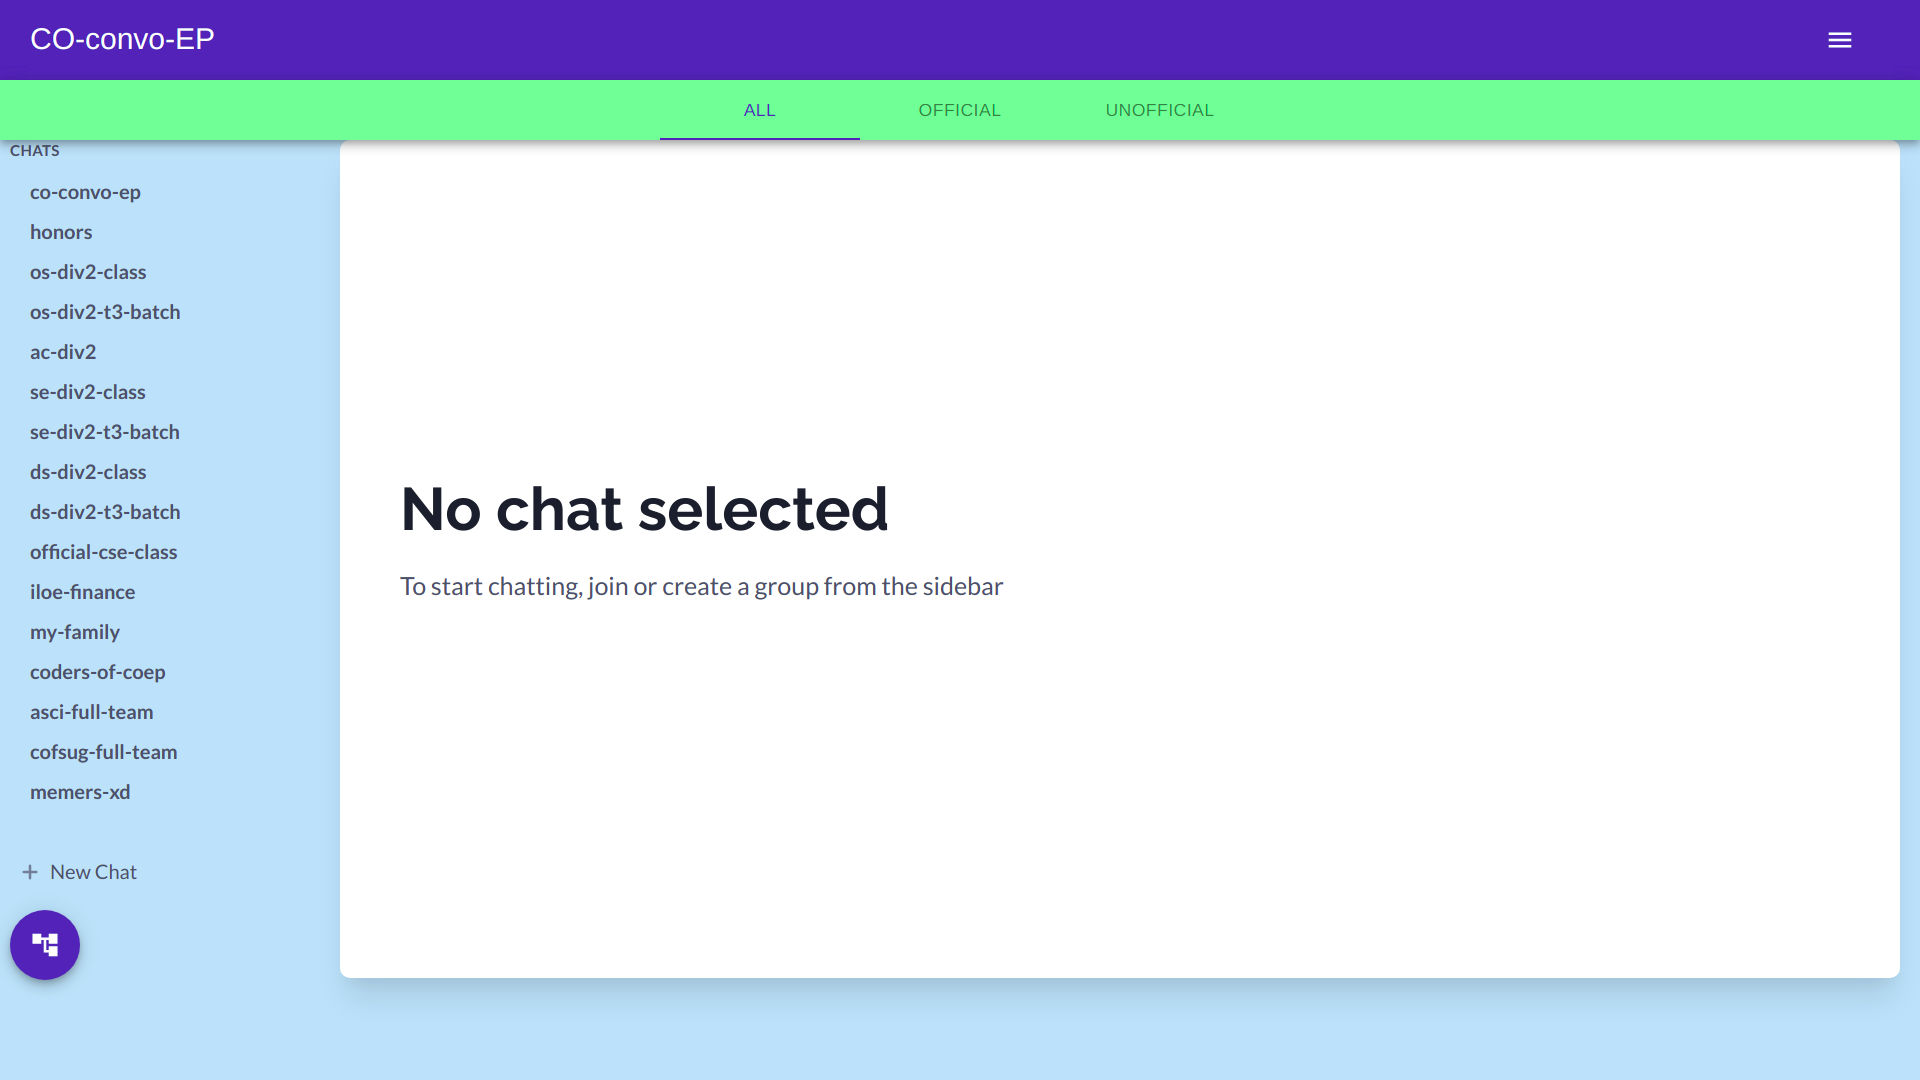 CO-convo-EP
ALL
OFFICIAL
UNOFFICIAL
CHATS
co-convo-ep
honors
os-div2-class
os-div2-t3-batch
ac-div2
se-div2-class
se-div2-t3-batch
ds-div2-class
ds-div2-t3-batch
official-cse-class
iloe-finance
my-family
coders-of-coep
asci-full-team
cofsug-full-team
memers-xd
New Chat
No chat selected
To start chatting, join or create a group from the sidebar